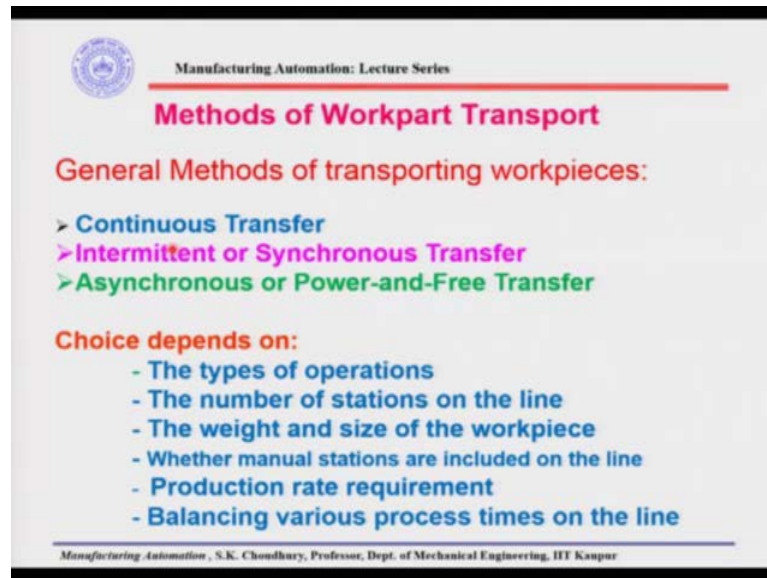 Manufacturing Automation: Lecture Series
Methods of Workpart Transport
General Methods of transporting workpieces:
➢ Continuous Transfer
➢Intermittent or Synchronous Transfer
➢Asynchronous or Power-and-Free Transfer
Choice depends on:
- The types of operations
- The number of stations on the line
- The weight and size of the workpiece
- Whether manual stations are included on the line
- Production rate requirement
- Balancing various process times on the line
Manufacturing Automation , S.K. Choudhury, Professor, Dept. of Mechanical Engineering, IIT Kanpur